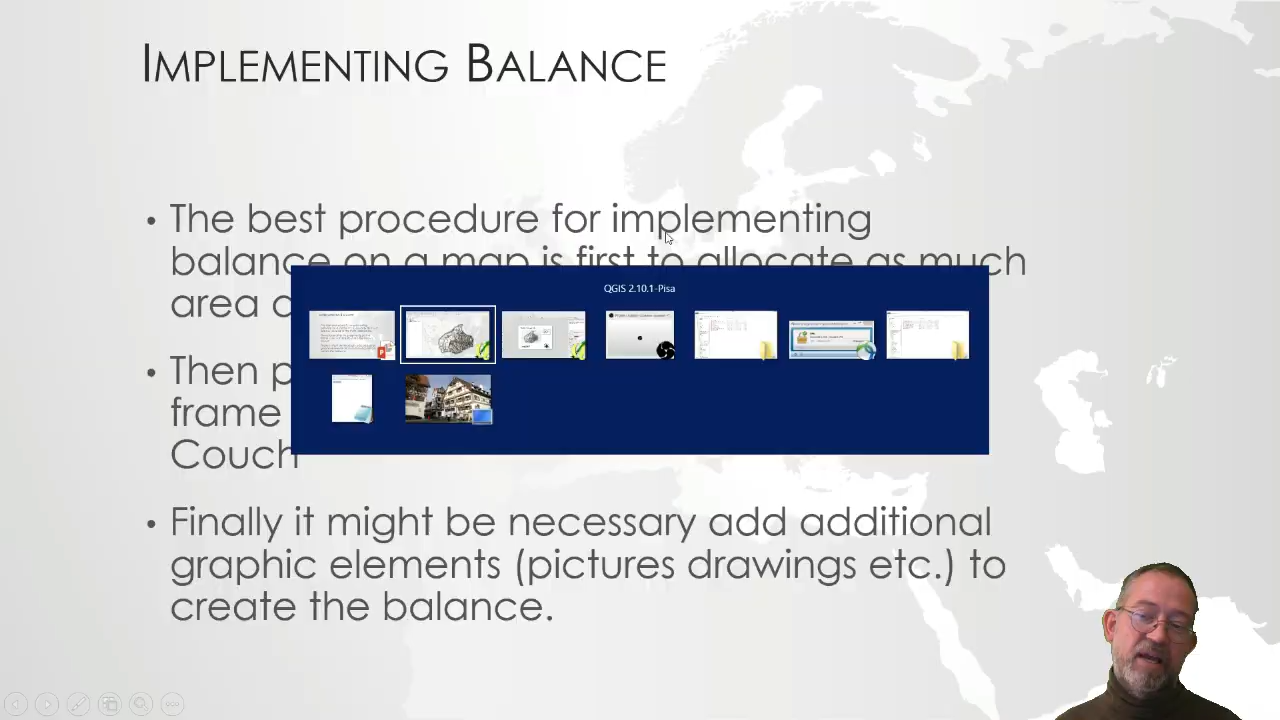 IMPLEMENTING BALANCE
• The best procedure for implementing
balance on a map is first to allocate as much
area
QGIS 2.10.1-Pisa
• Then
frame
Couch
• Finally it might be necessary add additional
graphic elements (pictures drawings etc.) to
create the balance.